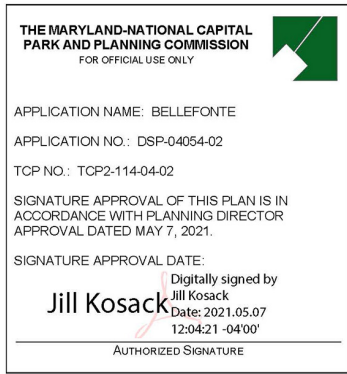 THE MARYLAND-NATIONAL CAPITAL
PARK AND PLANNING COMMISSION
FOR OFFICIAL USE ONLY
APPLICATION NAME: BELLEFONTE
APPLICATION NO.: DSP-04054-02
TCP NO.: TCP2-114-04-02
SIGNATURE APPROVAL OF THIS PLAN IS IN
ACCORDANCE WITH PLANNING DIRECTOR
APPROVAL DATED MAY 7, 2021.
SIGNATURE APPROVAL DATE:
Jill Kosack
Digitally signed by
Jill Kosack
Date: 2021.05.07
12:04:21 -04'00'
AUTHORIZED SIGNATURE